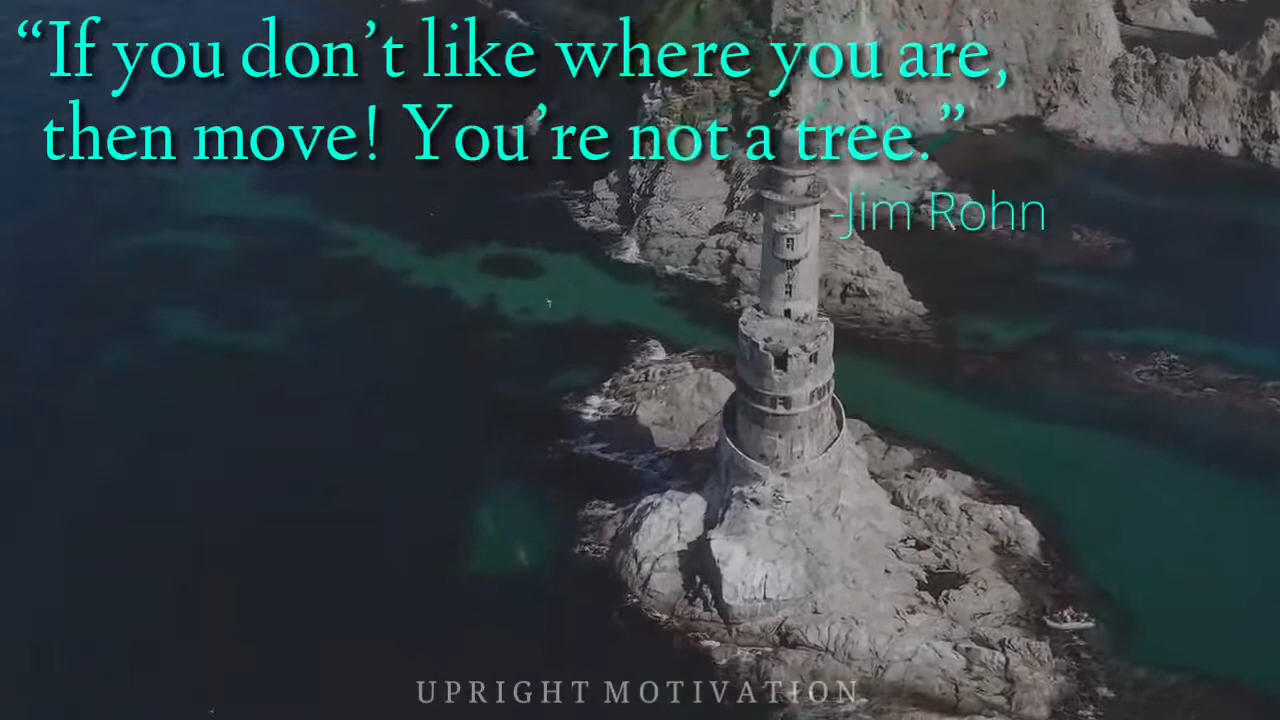 “If you don’t like where you are,
then move! You’re not a tree.”
-Jim Rohn
UPRIGHT MOTIVATION